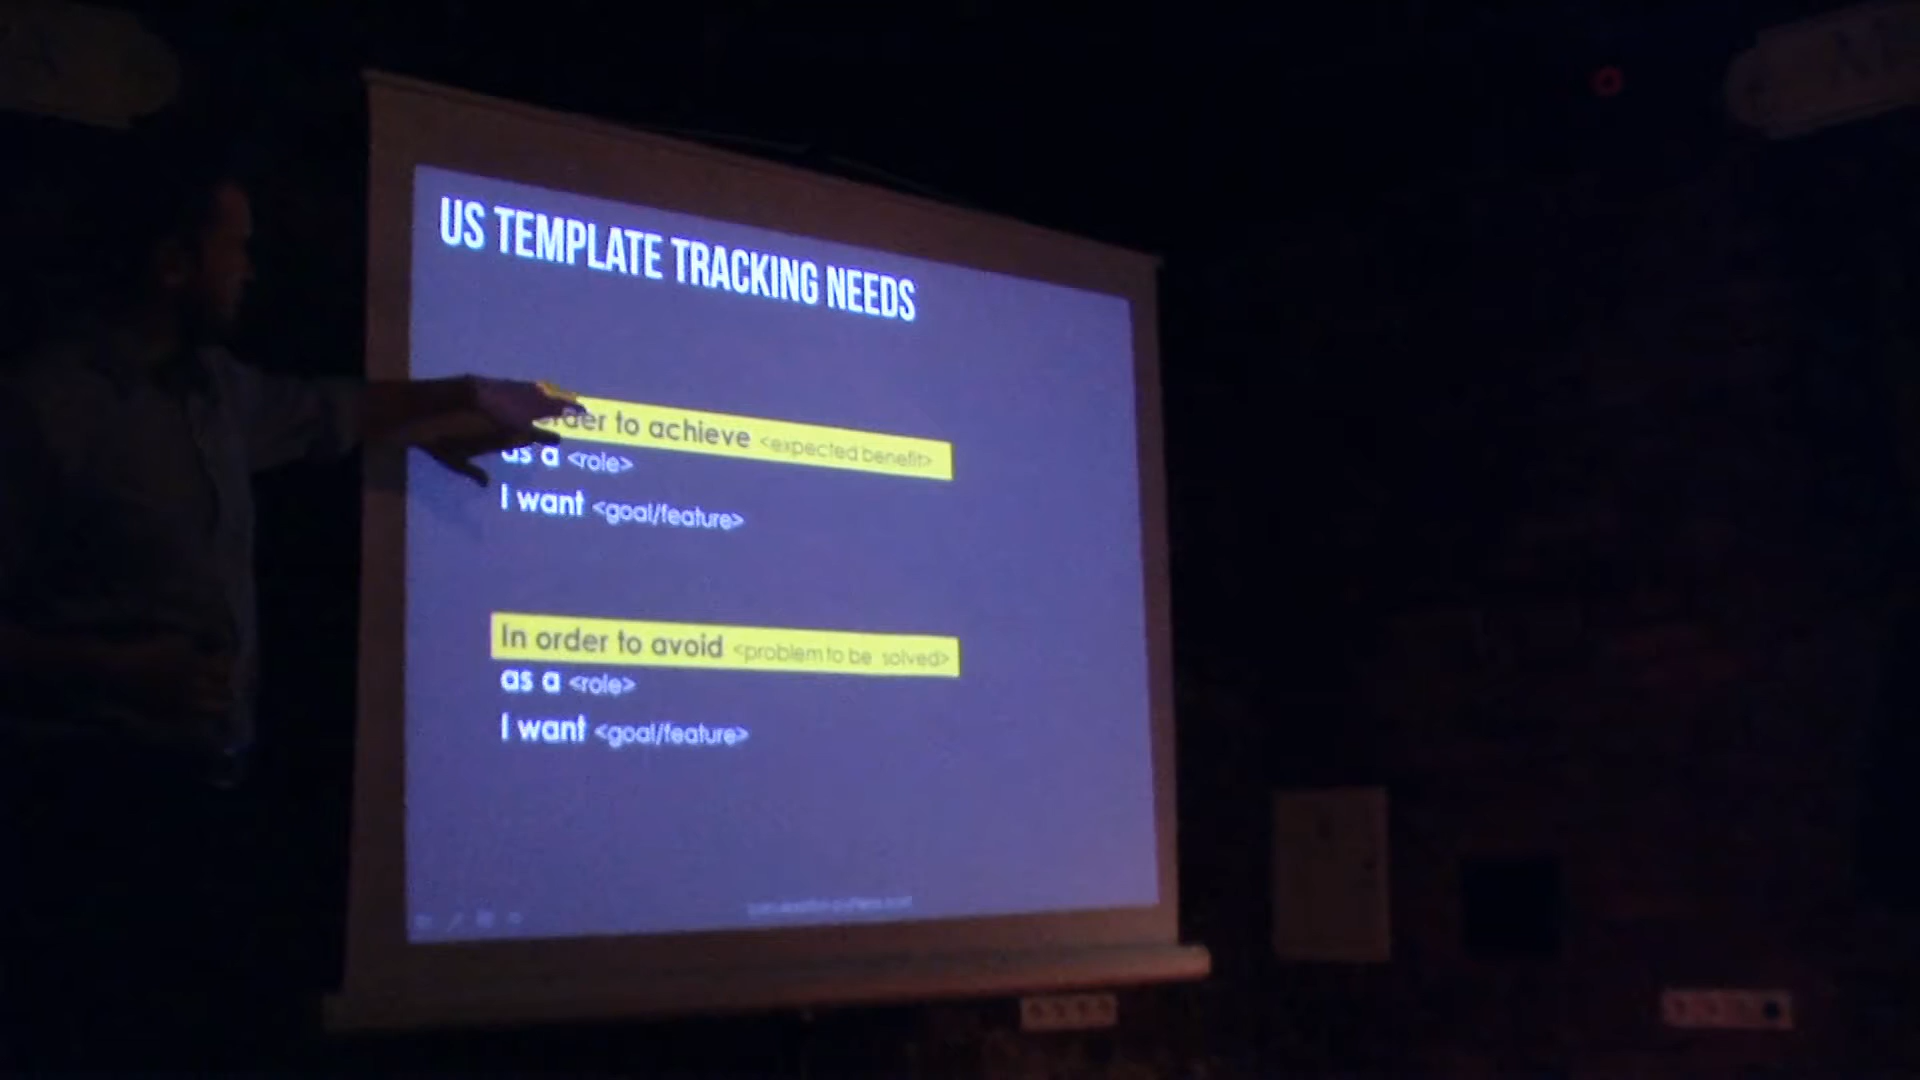 US TEMPLATE TRACKING NEEDS
order to achieve <expected benefit>
as a <role>
I want <goal/feature>
In order to avoid <problem to be solved>
as a <role>
I want <goal/feature>